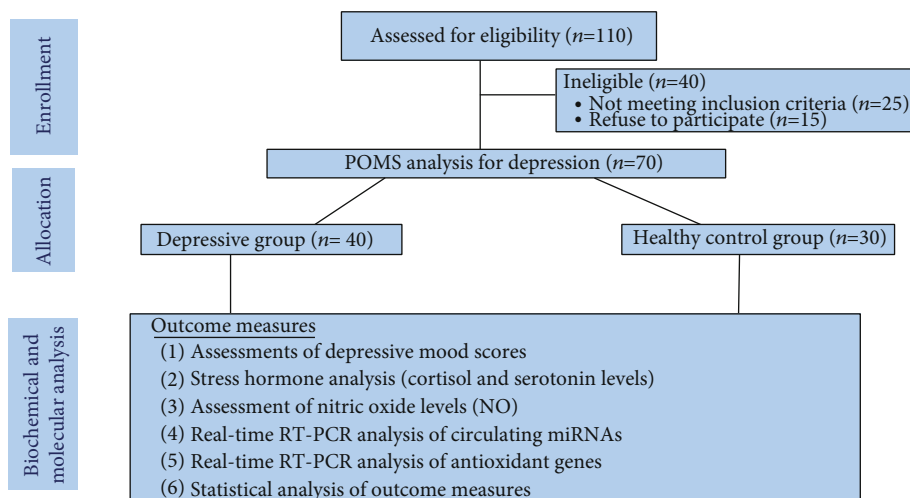 Enrollment
Assessed for eligibility (n=110)
Ineligible (n=40)
• Not meeting inclusion criteria (n=25)
• Refuse to participate (n=15)
POMS analysis for depression (n=70)
Allocation
Depressive group (n= 40)
Healthy control group (n=30)
Biochemical and
molecular analysis
Outcome measures
(1) Assessments of depressive mood scores
(2) Stress hormone analysis (cortisol and serotonin levels)
(3) Assessment of nitric oxide levels (NO)
(4) Real-time RT-PCR analysis of circulating miRNAs
(5) Real-time RT-PCR analysis of antioxidant genes
(6) Statistical analysis of outcome measures